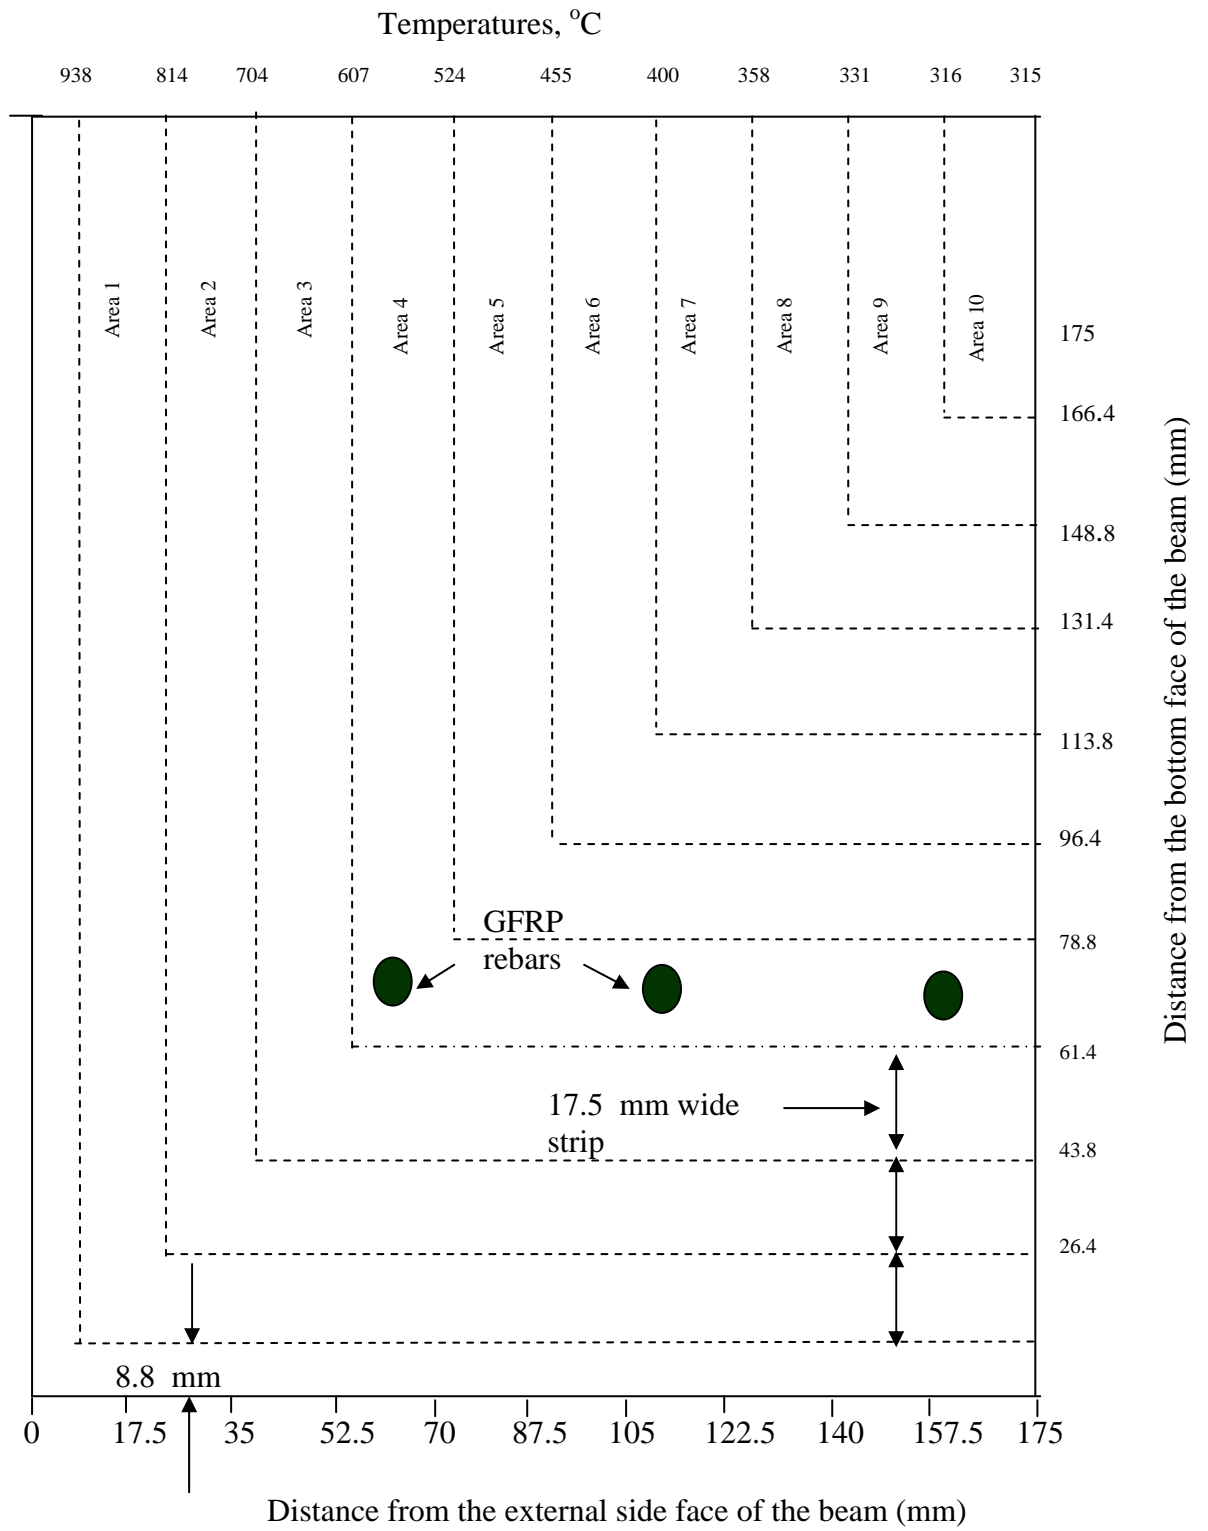 Temperatures, °C
938 814 704 607 524 455 400 358 331 316 315
Area 1 Area 2 Area 3 Area 4 Area 5 Area 6 Area 7 Area 8 Area 9 Area 10
175
166.4
148.8
131.4
113.8
96.4
78.8
61.4
43.8
26.4
Distance from the bottom face of the beam (mm)
GFRP
rebars
17.5 mm wide
strip
8.8 mm
0 17.5 35 52.5 70 87.5 105 122.5 140 157.5 175
Distance from the external side face of the beam (mm)